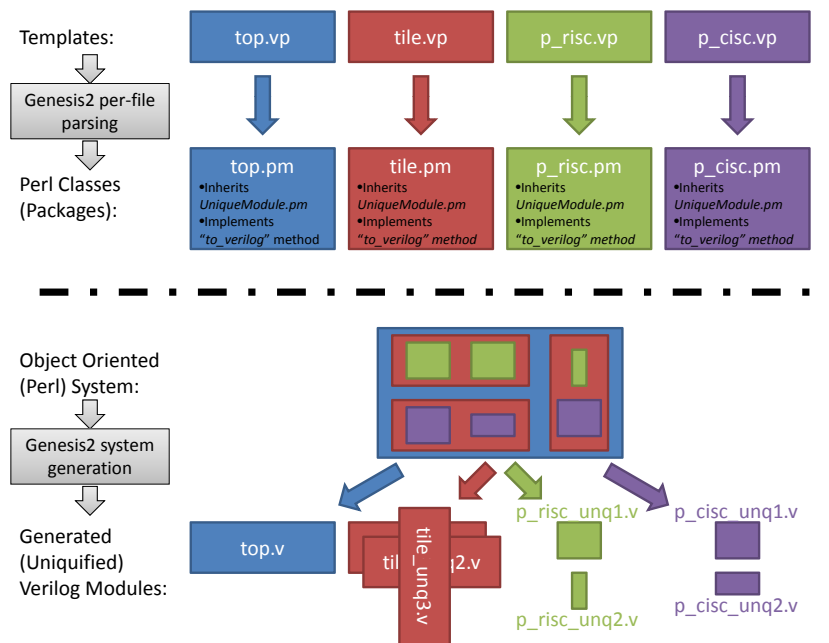 Templates:
top.vp
tile.vp
p_risc.vp
p_cisc.vp
Genesis2 per-file
parsing
Perl Classes
(Packages):
top.pm
•Inherits
UniqueModule.pm
•Implements
“to_verilog” method
tile.pm
•Inherits
UniqueModule.pm
•Implements
“to_verilog” method
p_risc.pm
•Inherits
UniqueModule.pm
•Implements
“to_verilog” method
p_cisc.pm
•Inherits
UniqueModule.pm
•Implements
“to_verilog” method
Object Oriented
(Perl) System:
Genesis2 system
generation
Generated
(Uniquified)
Verilog Modules:
top.v
tile_unq3.v
p_risc_unq1.v
p_risc_unq2.v
p_cisc_unq1.v
p_cisc_unq2.v